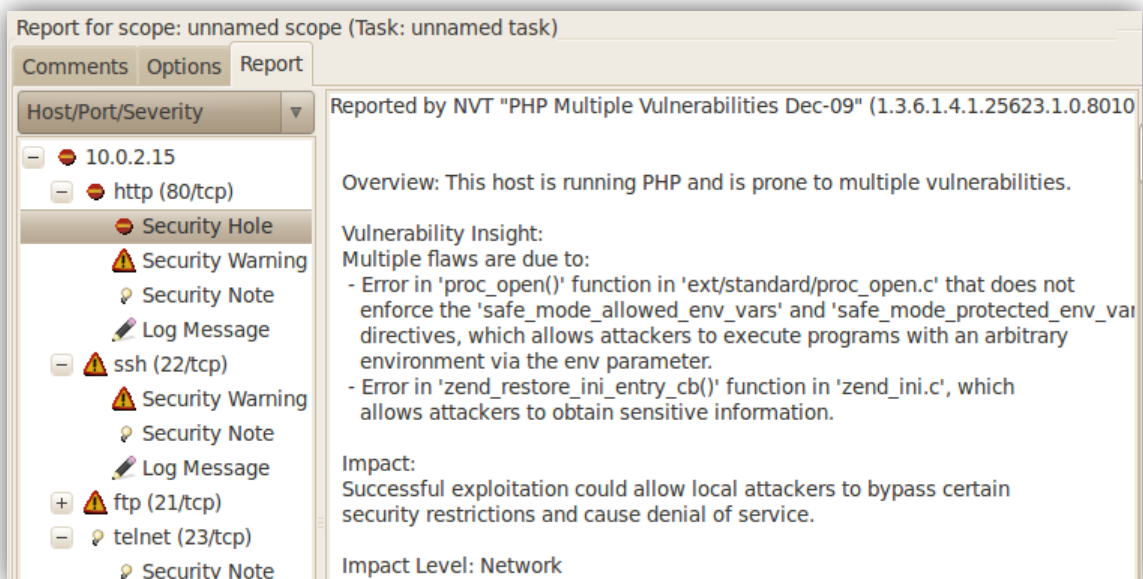 Report for scope: unnamed scope (Task: unnamed task)
Comments Options Report
Host/Port/Severity
10.0.2.15
http (80/tcp)
Security Hole
Security Warning
Security Note
Log Message
ssh (22/tcp)
Security Warning
Security Note
Log Message
ftp (21/tcp)
telnet (23/tcp)
Security Note
Reported by NVT "PHP Multiple Vulnerabilities Dec-09" (1.3.6.1.4.1.25623.1.0.8010
Overview: This host is running PHP and is prone to multiple vulnerabilities.
Vulnerability Insight:
Multiple flaws are due to:
- Error in 'proc_open()' function in 'ext/standard/proc_open.c' that does not
enforce the 'safe_mode_allowed_env_vars' and 'safe_mode_protected_env_var
directives, which allows attackers to execute programs with an arbitrary
environment via the env parameter.
- Error in 'zend_restore_ini_entry_cb()' function in 'zend_ini.c', which
allows attackers to obtain sensitive information.
Impact:
Successful exploitation could allow local attackers to bypass certain
security restrictions and cause denial of service.
Impact Level: Network